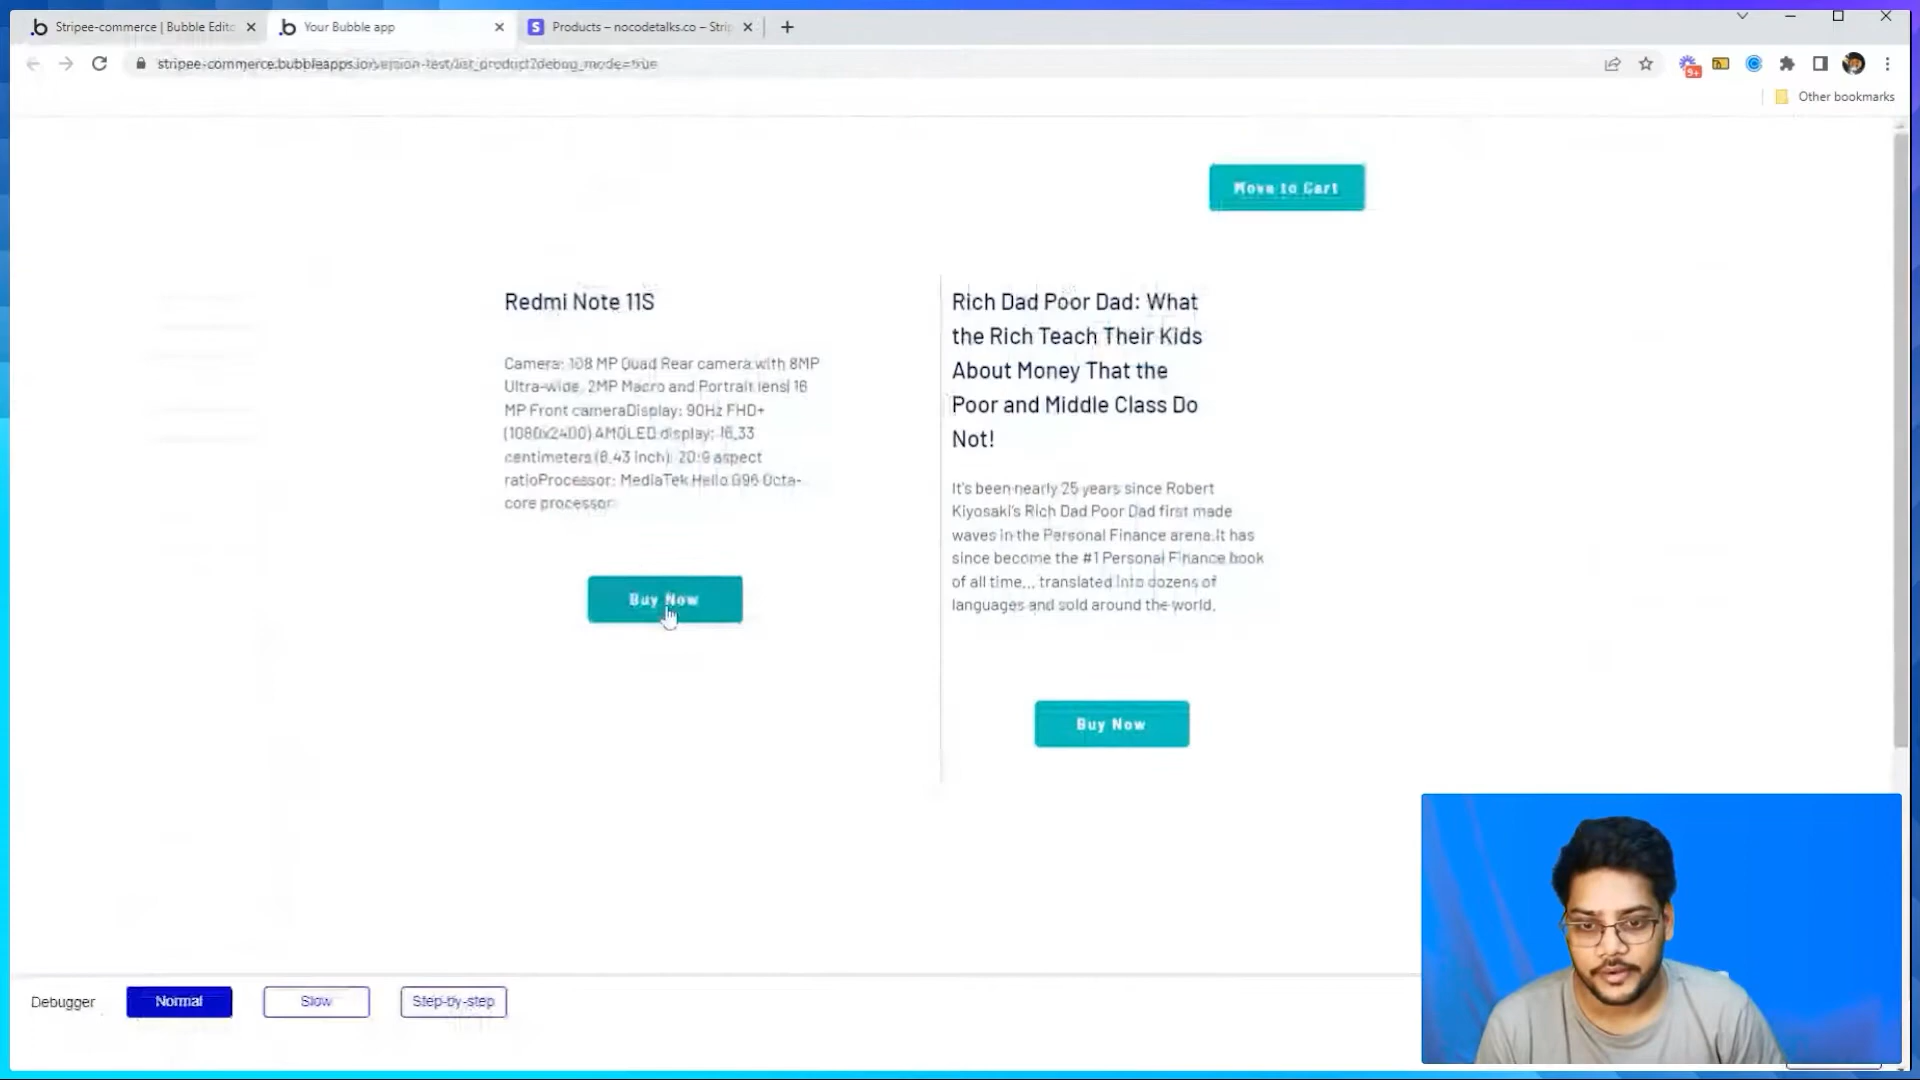 Stripee-commerce | Bubble Edito
Your Bubble app
Products – nocodetalks.co – Strip
stripee-commerce.bubbleapps.io/version-test/list_product?debug_mode=true
9+
Other bookmarks
Move to Cart
Redmi Note 11S
Camera: 108 MP Quad Rear camera with 8MP
Ultra-wide, 2MP Macro and Portrait lens| 16
MP Front cameraDisplay: 90Hz FHD+
(1080x2400) AMOLED display; 16.33
centimeters (6.43 inch); 20:9 aspect
ratioProcessor: MediaTek Helio G96 Octa-
core processor
Buy Now
Rich Dad Poor Dad: What
the Rich Teach Their Kids
About Money That the
Poor and Middle Class Do
Not!
It's been nearly 25 years since Robert
Kiyosaki's Rich Dad Poor Dad first made
waves in the Personal Finance arena.It has
since become the #1 Personal Finance book
of all time... translated into dozens of
languages and sold around the world.
Buy Now
Debugger
Normal
Slow
Step-by-step